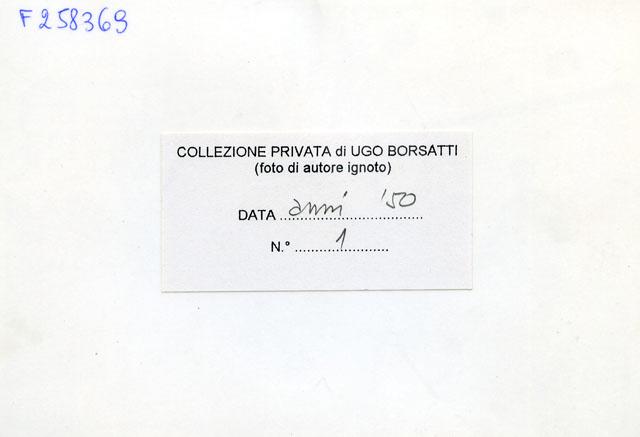 F258369
COLLEZIONE PRIVATA di UGO BORSATTI
(foto di autore ignoto)
DATA anni '50
N.° 1